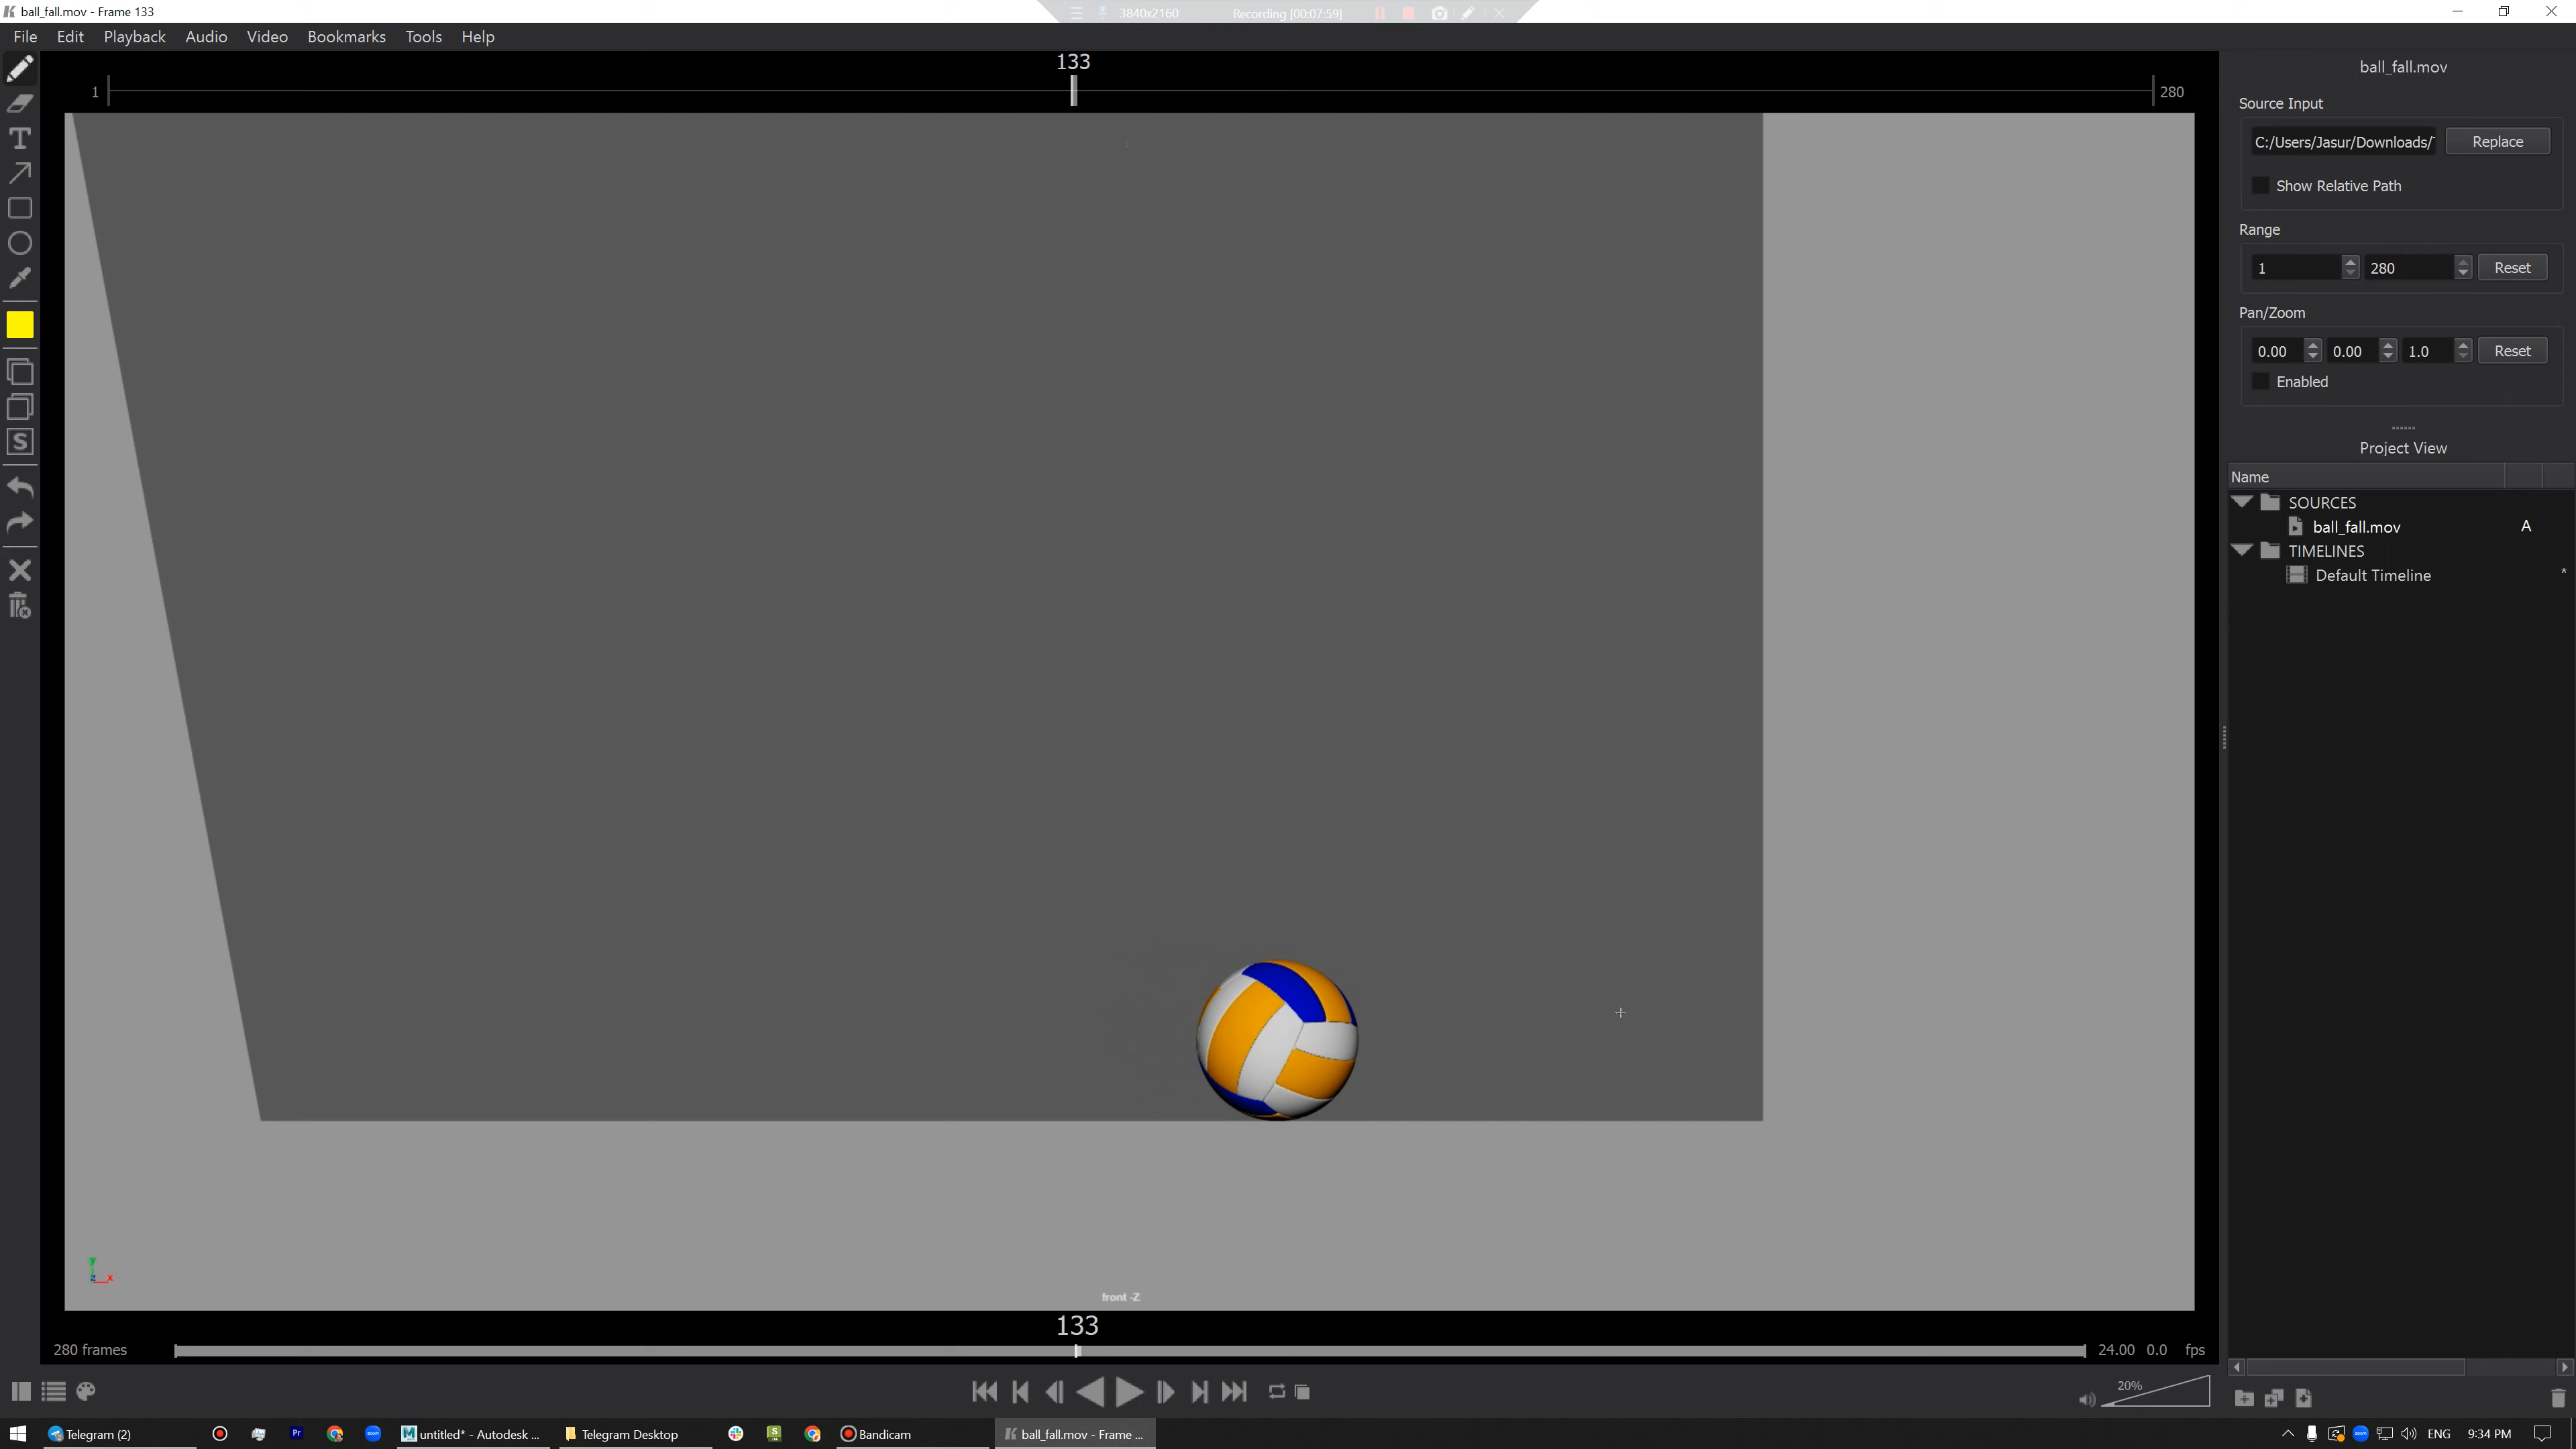 ball_fall.mov - Frame 133
3840x2160
Recording [00:07:59]
File Edit Playback Audio Video Bookmarks Tools Help
133
1
280
T
S
front -Z
y
z
x
133
280 frames
24.00 0.0 fps
20%
ball_fall.mov
Source Input
C:/Users/Jasur/Downloads/
Replace
Show Relative Path
Range
1
280
Reset
Pan/Zoom
0.00
0.00
1.0
Reset
Enabled
Project View
Name
SOURCES
ball_fall.mov
A
TIMELINES
Default Timeline
*
Telegram (2)
Pr
zoom
M
untitled* - Autodesk ...
Telegram Desktop
S
Bandicam
ball_fall.mov - Frame ...
zoom
ENG
9:34 PM